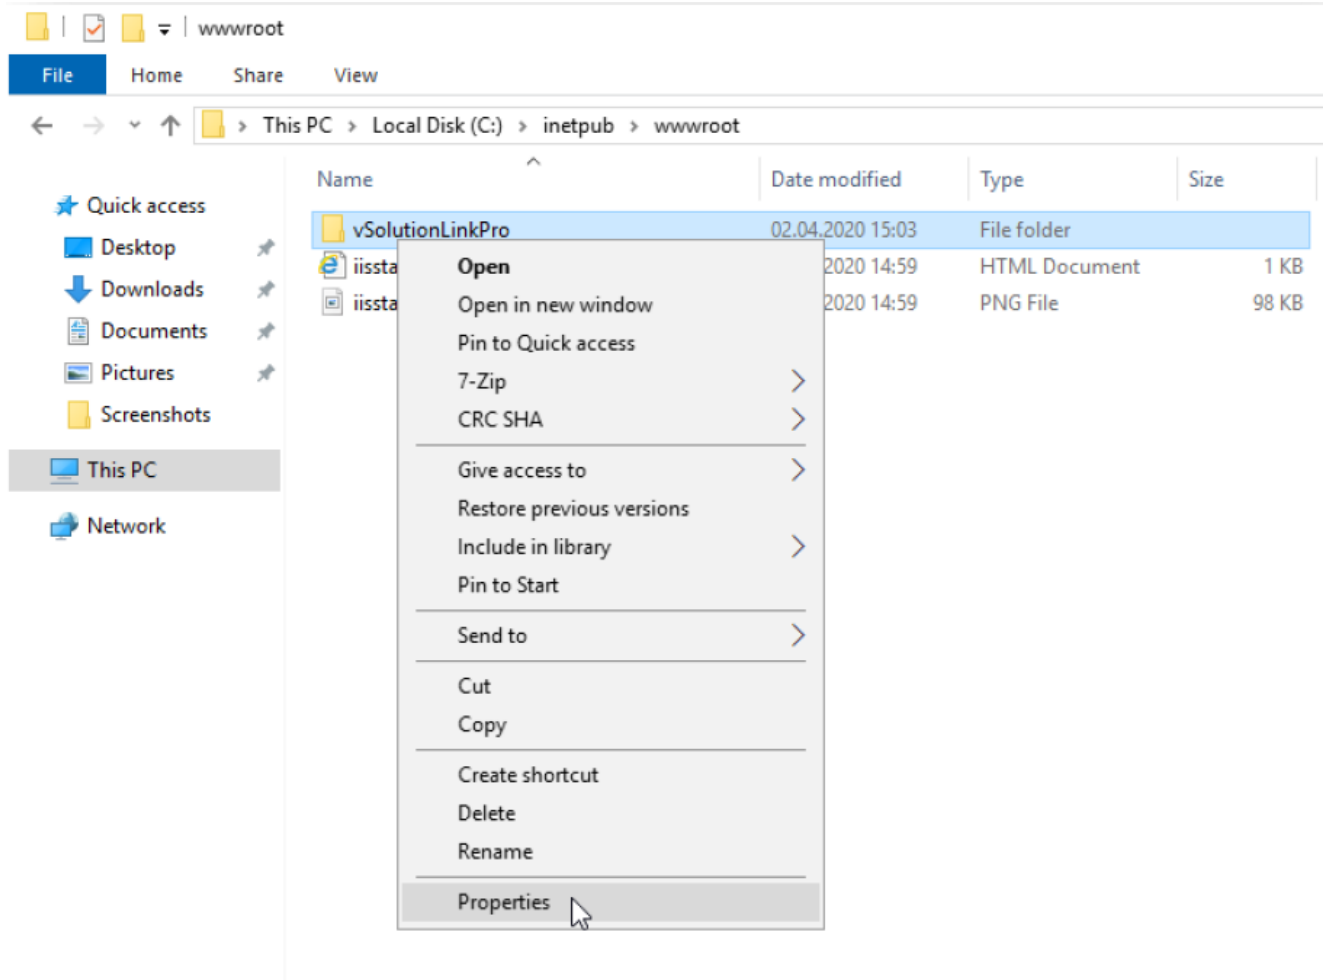 wwwroot
File Home Share View
This PC > Local Disk (C:) > inetpub > wwwroot
Name Date modified Type Size
Quick access
Desktop
Downloads
Documents
Pictures
Screenshots
This PC
Network
vSolutionLinkPro 02.04.2020 15:03 File folder
iissta 2020 14:59 HTML Document 1 KB
iissta 2020 14:59 PNG File 98 KB
Open
Open in new window
Pin to Quick access
7-Zip
CRC SHA
Give access to
Restore previous versions
Include in library
Pin to Start
Send to
Cut
Copy
Create shortcut
Delete
Rename
Properties